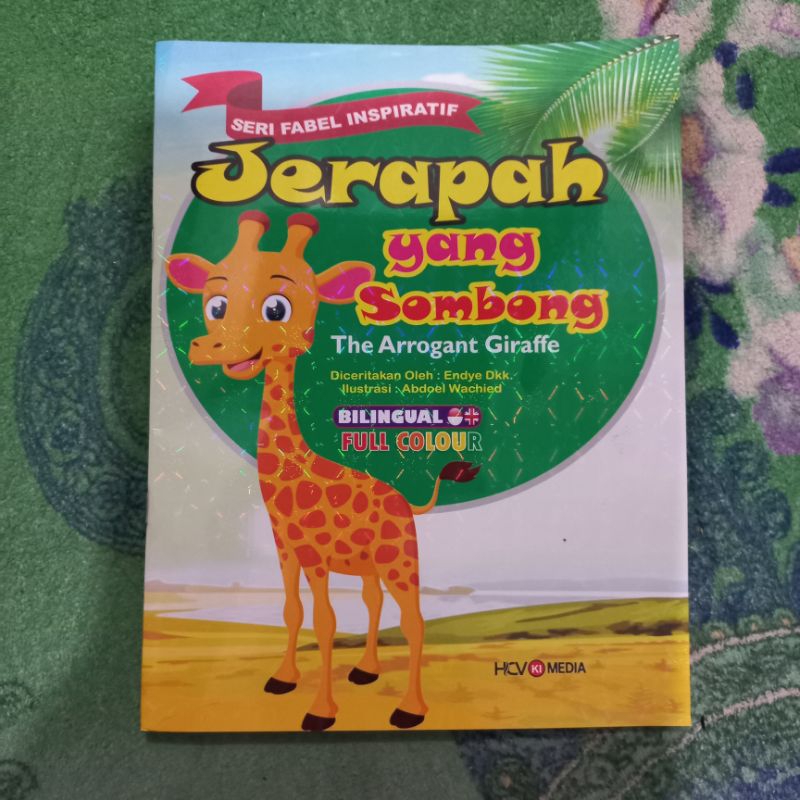 SERI FABEL INSPIRATIF
Jerapah
yang
Sombong
The Arrogant Giraffe
Diceritakan Oleh : Endye Dkk.
Ilustrasi : Abdoel Wachied
BILINGUAL
FULL COLOUR
HCV KI MEDIA